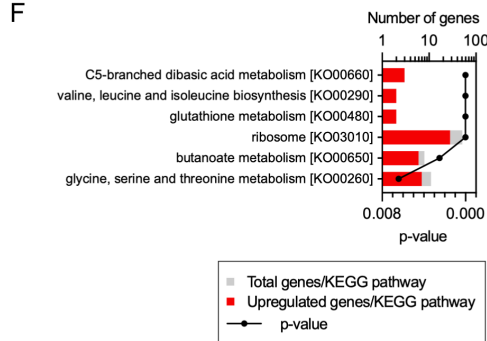 F
Number of genes
1 10 100
C5-branched dibasic acid metabolism [KO00660]
valine, leucine and isoleucine biosynthesis [KO00290]
glutathione metabolism [KO00480]
ribosome [KO03010]
butanoate metabolism [KO00650]
glycine, serine and threonine metabolism [KO00260]
0.008 0.000
p-value
Total genes/KEGG pathway
Upregulated genes/KEGG pathway
p-value